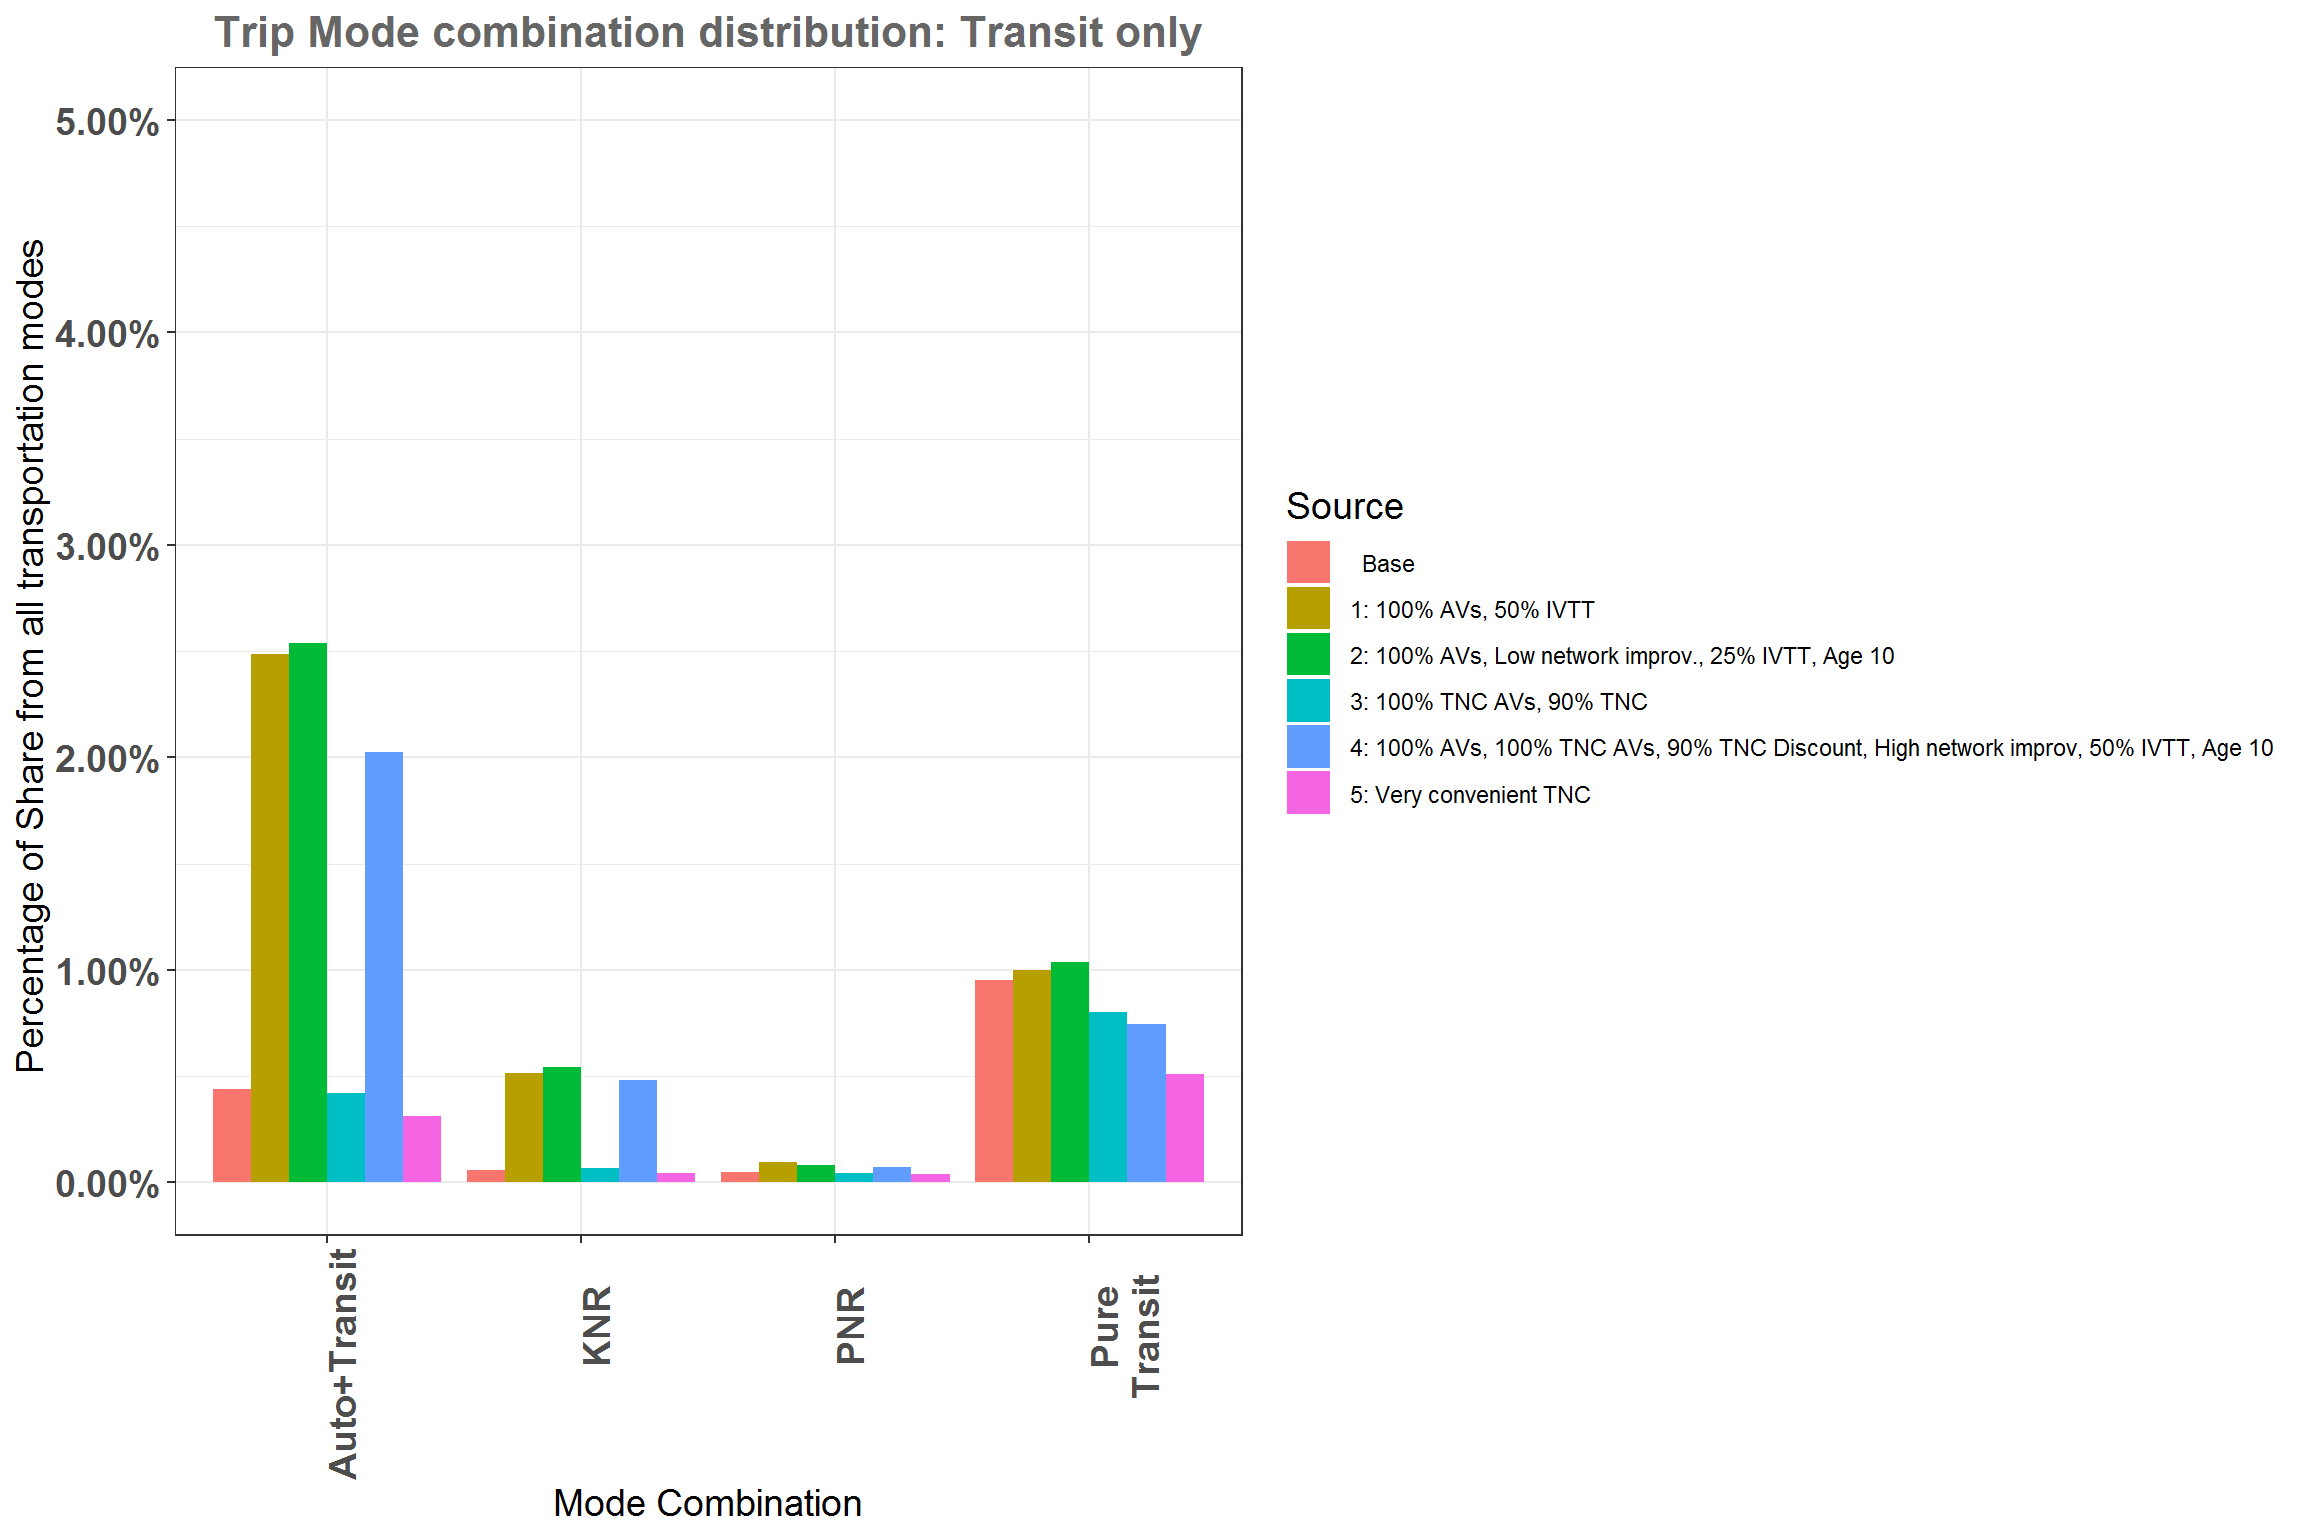 Trip Mode combination distribution: Transit only
Percentage of Share from all transportation modes
5.00%
4.00%
3.00%
2.00%
1.00%
0.00%
Auto+Transit
KNR
PNR
Pure
Transit
Mode Combination
Source
Base
1: 100% AVs, 50% IVTT
2: 100% AVs, Low network improv., 25% IVTT, Age 10
3: 100% TNC AVs, 90% TNC
4: 100% AVs, 100% TNC AVs, 90% TNC Discount, High network improv, 50% IVTT, Age 10
5: Very convenient TNC